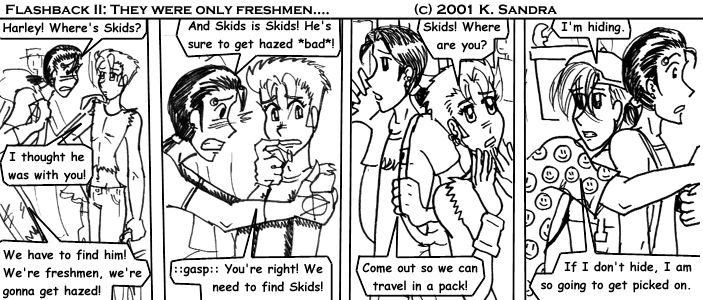 Flashback II: They were only freshmen.... (c) 2001 K. Sandra
Harley! Where's Skids?
I thought he
was with you!
We have to find him!
We're freshmen, we're
gonna get hazed!
And Skids is Skids! He's
sure to get hazed *bad*!
::gasp:: You're right! We
need to find Skids!
Skids! Where
are you?
Come out so we can
travel in a pack!
I'm hiding.
If I don't hide, I am
so going to get picked on.